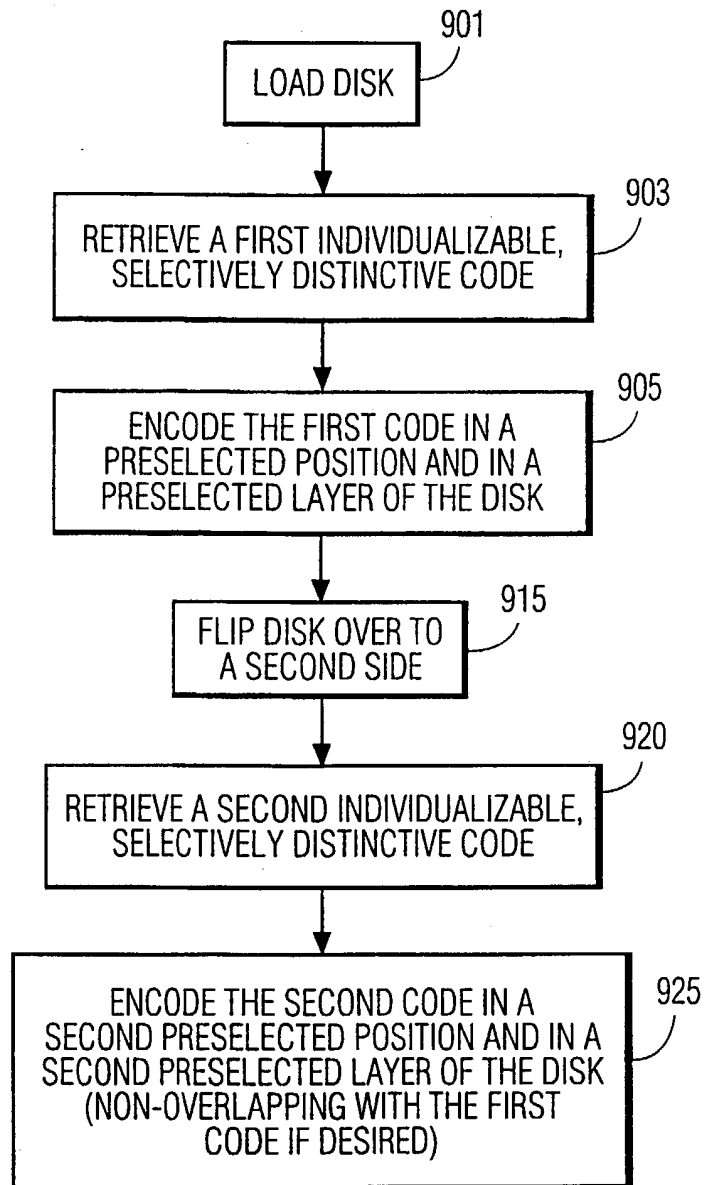 901
LOAD DISK
903
RETRIEVE A FIRST INDIVIDUALIZABLE,
SELECTIVELY DISTINCTIVE CODE
905
ENCODE THE FIRST CODE IN A
PRESELECTED POSITION AND IN A
PRESELECTED LAYER OF THE DISK
915
FLIP DISK OVER TO
A SECOND SIDE
920
RETRIEVE A SECOND INDIVIDUALIZABLE,
SELECTIVELY DISTINCTIVE CODE
925
ENCODE THE SECOND CODE IN A
SECOND PRESELECTED POSITION AND IN A
SECOND PRESELECTED LAYER OF THE DISK
(NON-OVERLAPPING WITH THE FIRST
CODE IF DESIRED)